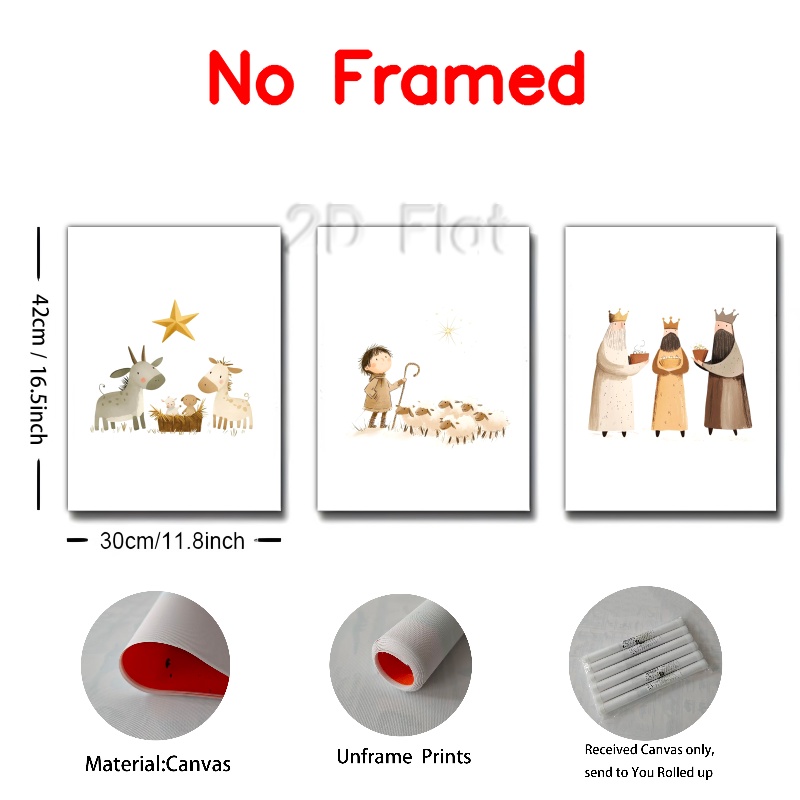 No Framed
2D Flat
42cm / 16.5inch
30cm/11.8inch
Material:Canvas
Unframe Prints
Received Canvas only,
send to You Rolled up